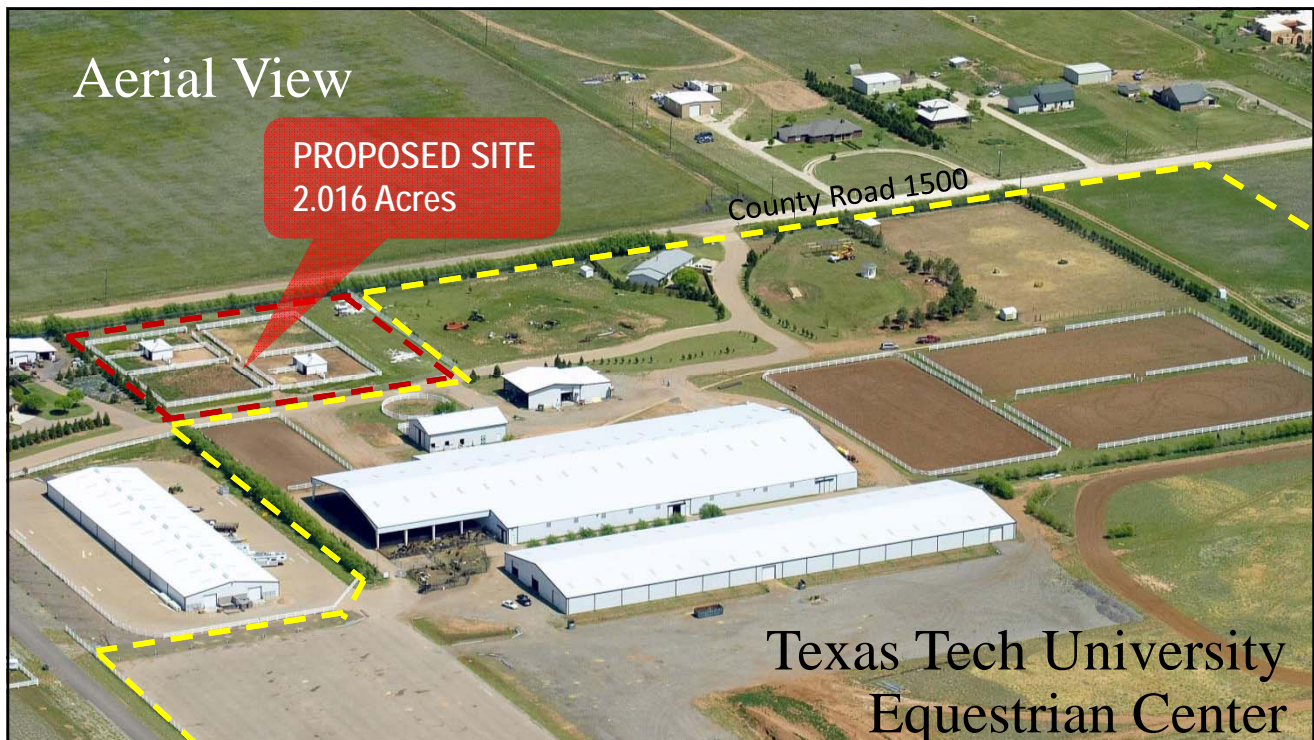 Aerial View
PROPOSED SITE
2.016 Acres
County Road 1500
Texas Tech University
Equestrian Center